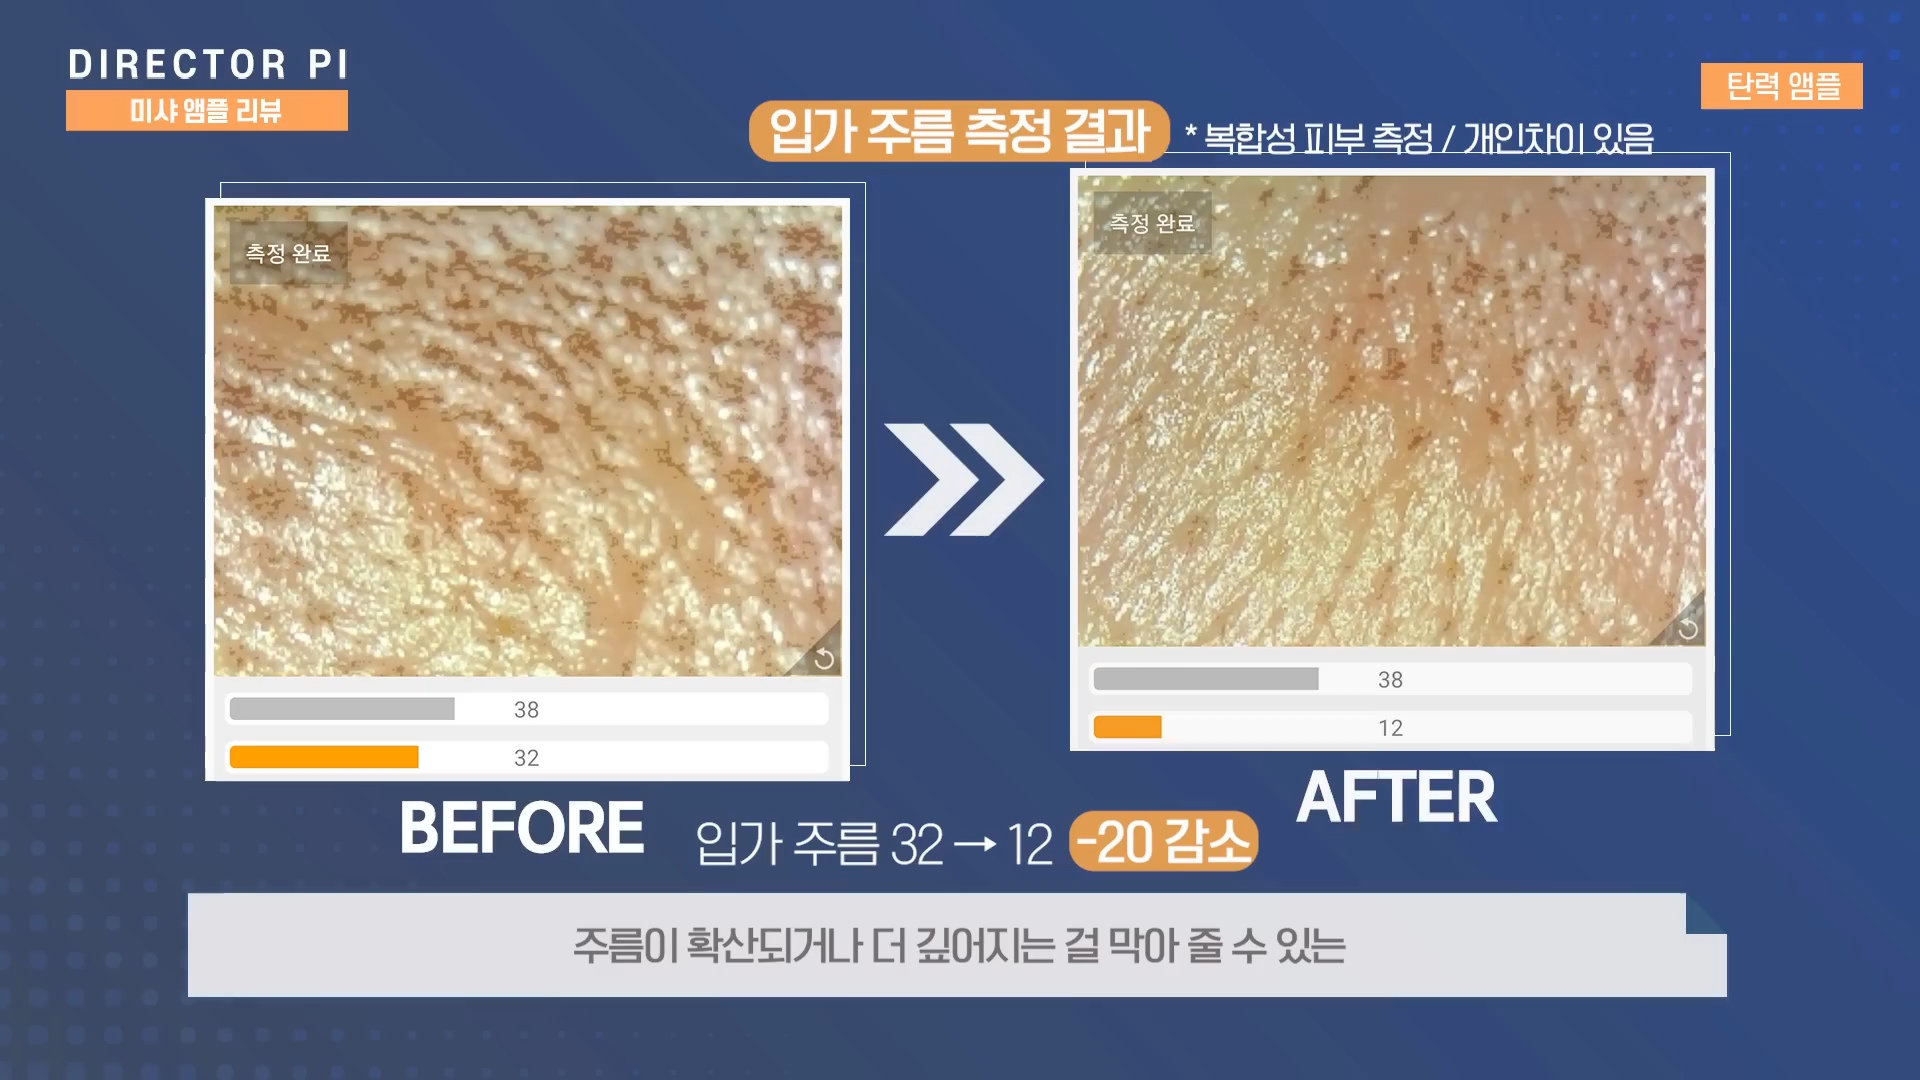 DIRECTOR PI
미샤 앰플 리뷰
탄력 앰플
입가 주름 측정 결과 * 복합성 피부 측정 / 개인차이 있음
측정 완료
38
32
BEFORE
측정 완료
38
12
AFTER
입가 주름 32 → 12 -20 감소
주름이 확산되거나 더 깊어지는 걸 막아 줄 수 있는